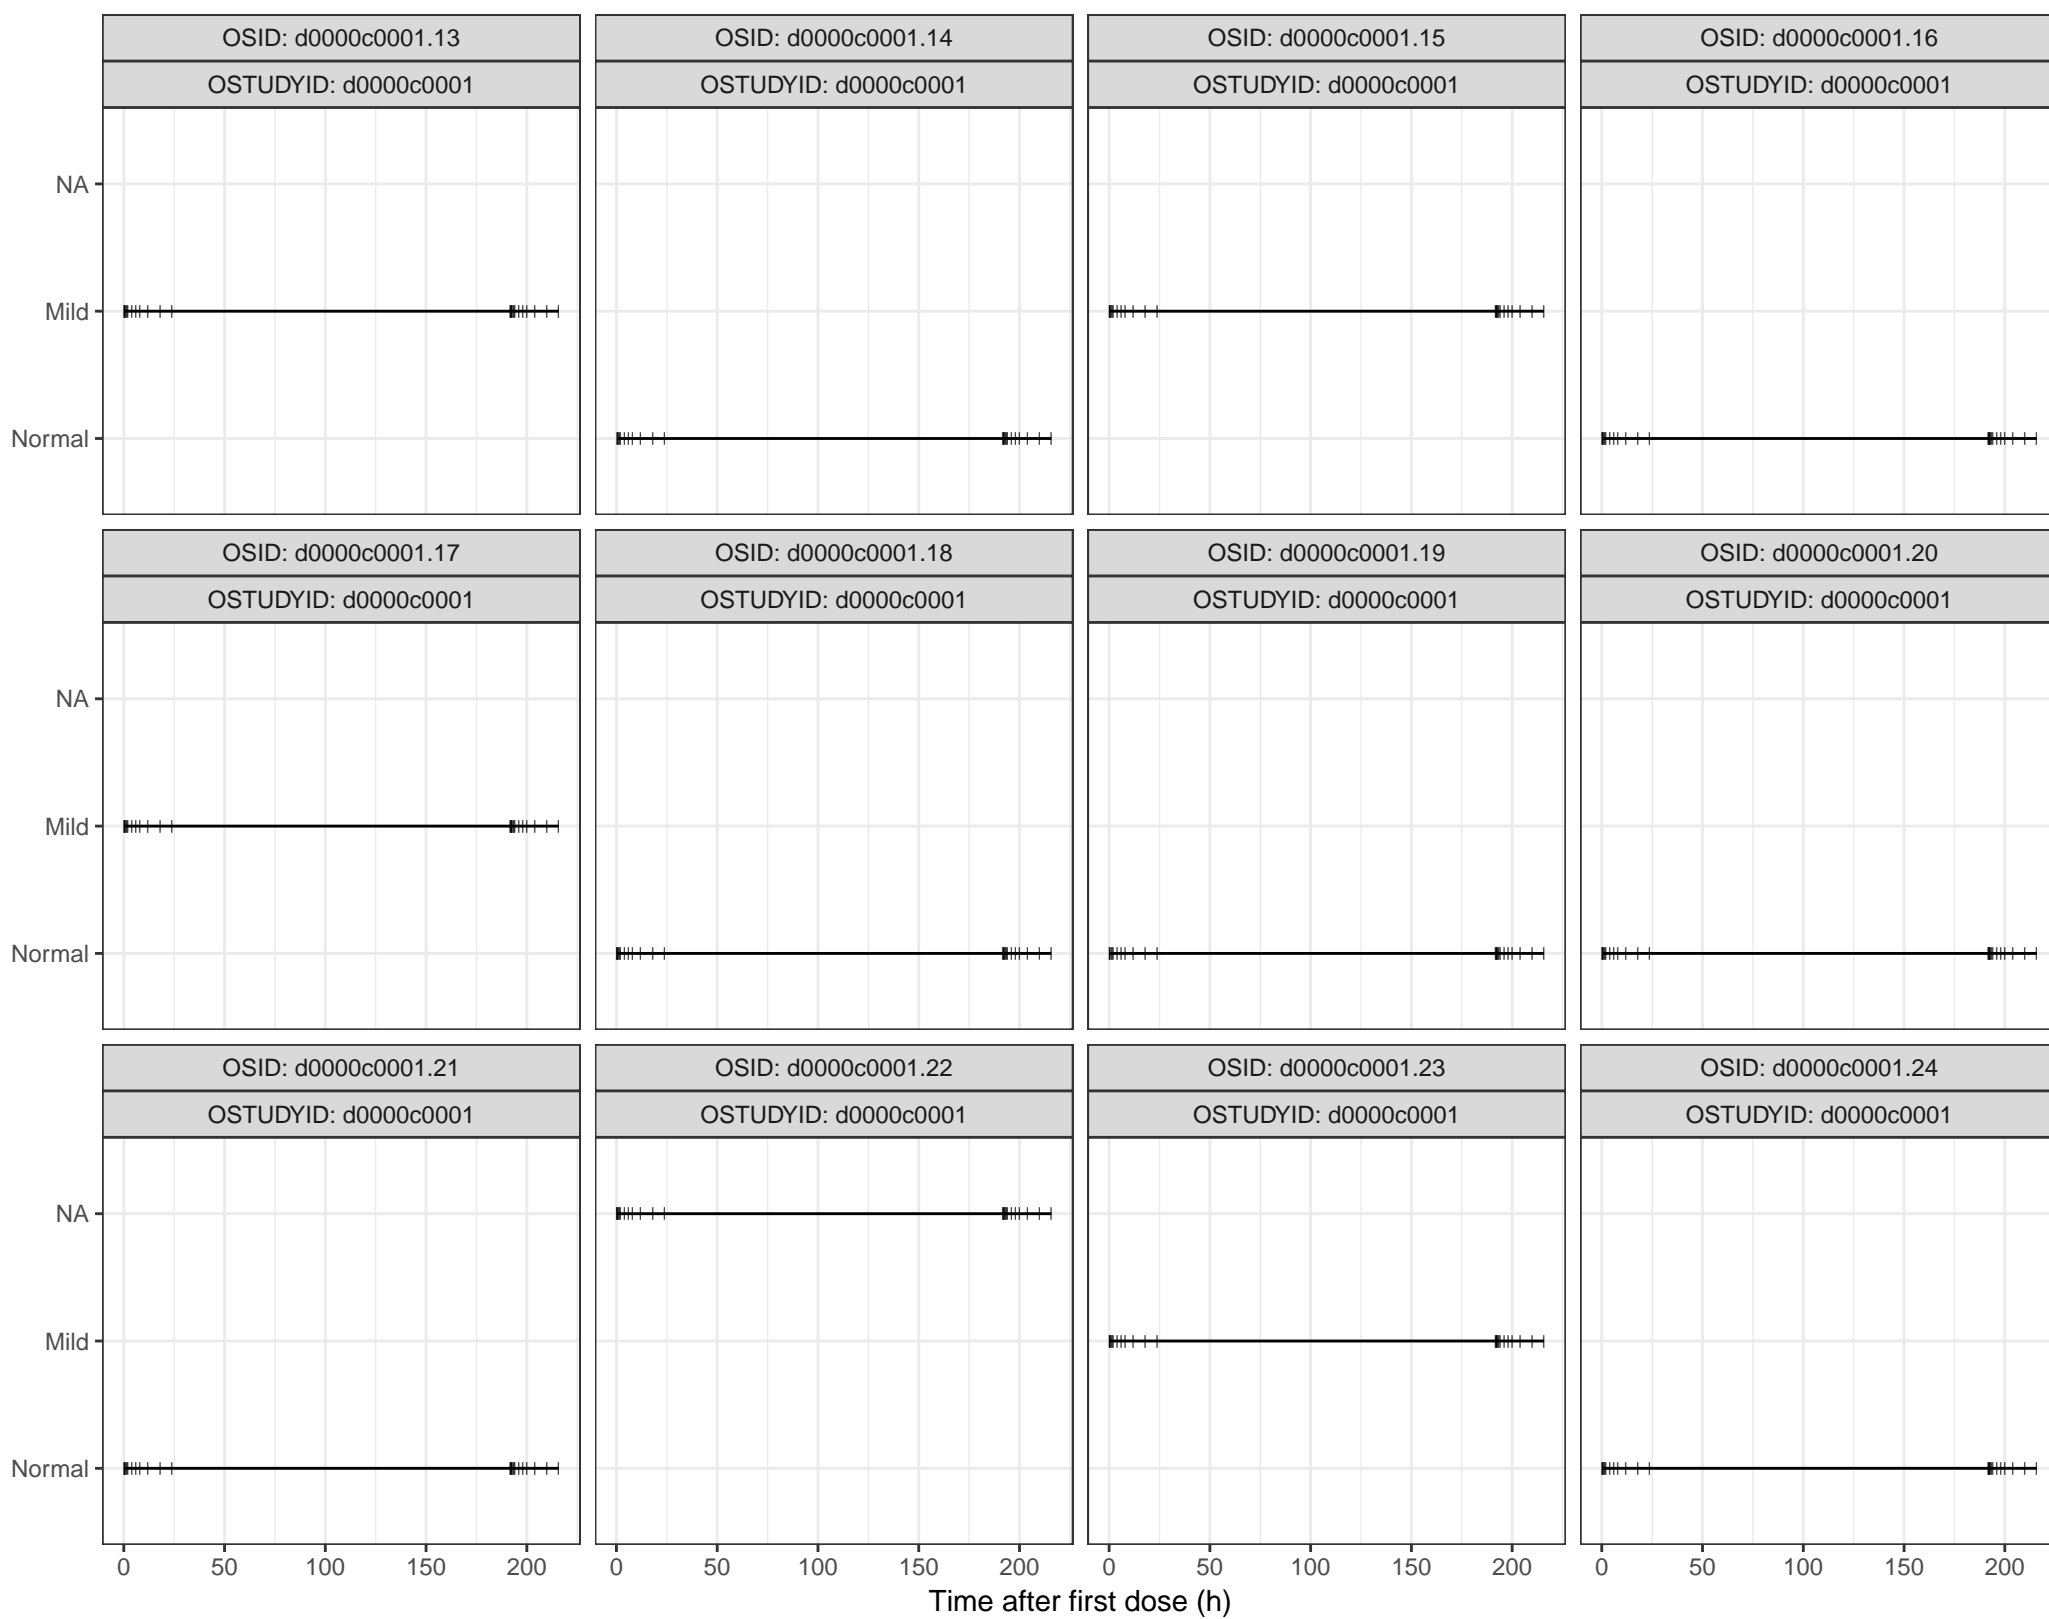 OSID: d0000c0001.13 OSID: d0000c0001.14 OSID: d0000c0001.15 OSID: d0000c0001.16
OSTUDYID: d0000c0001 OSTUDYID: d0000c0001 OSTUDYID: d0000c0001 OSTUDYID: d0000c0001
NA
Mild
Normal
OSID: d0000c0001.17 OSID: d0000c0001.18 OSID: d0000c0001.19 OSID: d0000c0001.20
OSTUDYID: d0000c0001 OSTUDYID: d0000c0001 OSTUDYID: d0000c0001 OSTUDYID: d0000c0001
NA
Mild
Normal
OSID: d0000c0001.21 OSID: d0000c0001.22 OSID: d0000c0001.23 OSID: d0000c0001.24
OSTUDYID: d0000c0001 OSTUDYID: d0000c0001 OSTUDYID: d0000c0001 OSTUDYID: d0000c0001
NA
Mild
Normal
0 50 100 150 200 0 50 100 150 200 0 50 100 150 200 0 50 100 150 200
Time after first dose (h)